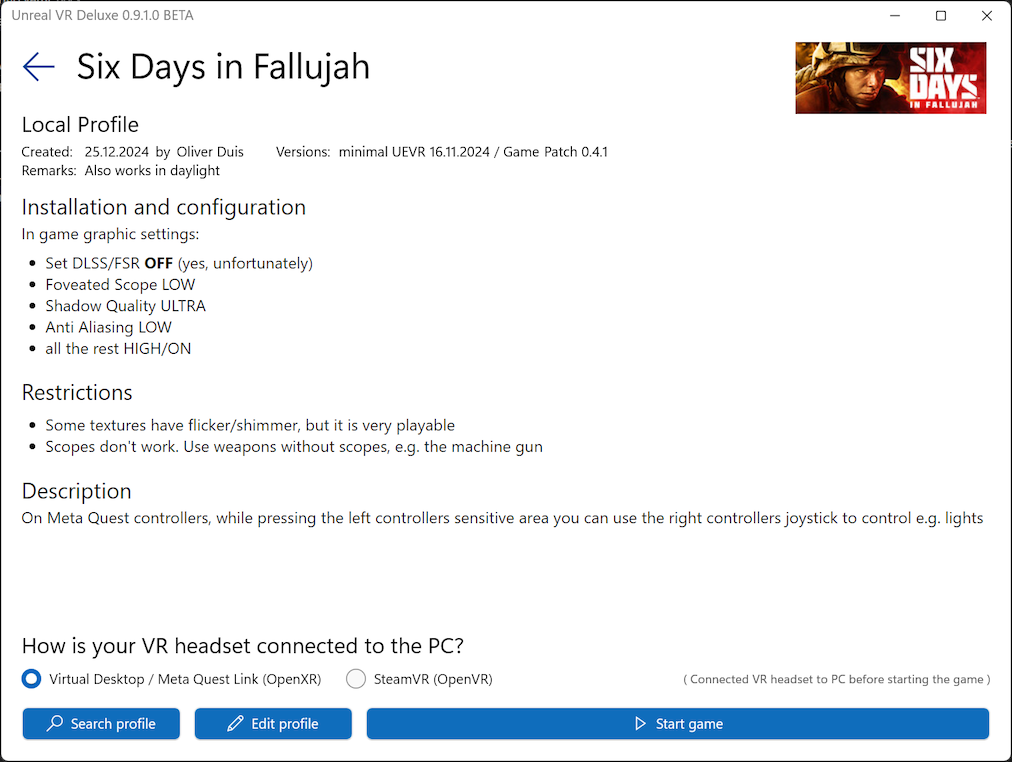 Unreal VR Deluxe 0.9.1.0 BETA
Six Days in Fallujah
SIX
DAYS
IN FALLUJAH
Local Profile
Created: 25.12.2024 by Oliver Duis Versions: minimal UEVR 16.11.2024 / Game Patch 0.4.1
Remarks: Also works in daylight
Installation and configuration
In game graphic settings:
• Set DLSS/FSR OFF (yes, unfortunately)
• Foveated Scope LOW
• Shadow Quality ULTRA
• Anti Aliasing LOW
• all the rest HIGH/ON
Restrictions
• Some textures have flicker/shimmer, but it is very playable
• Scopes don't work. Use weapons without scopes, e.g. the machine gun
Description
On Meta Quest controllers, while pressing the left controllers sensitive area you can use the right controllers joystick to control e.g. lights
How is your VR headset connected to the PC?
Virtual Desktop / Meta Quest Link (OpenXR) SteamVR (OpenVR) ( Connected VR headset to PC before starting the game )
Search profile Edit profile Start game